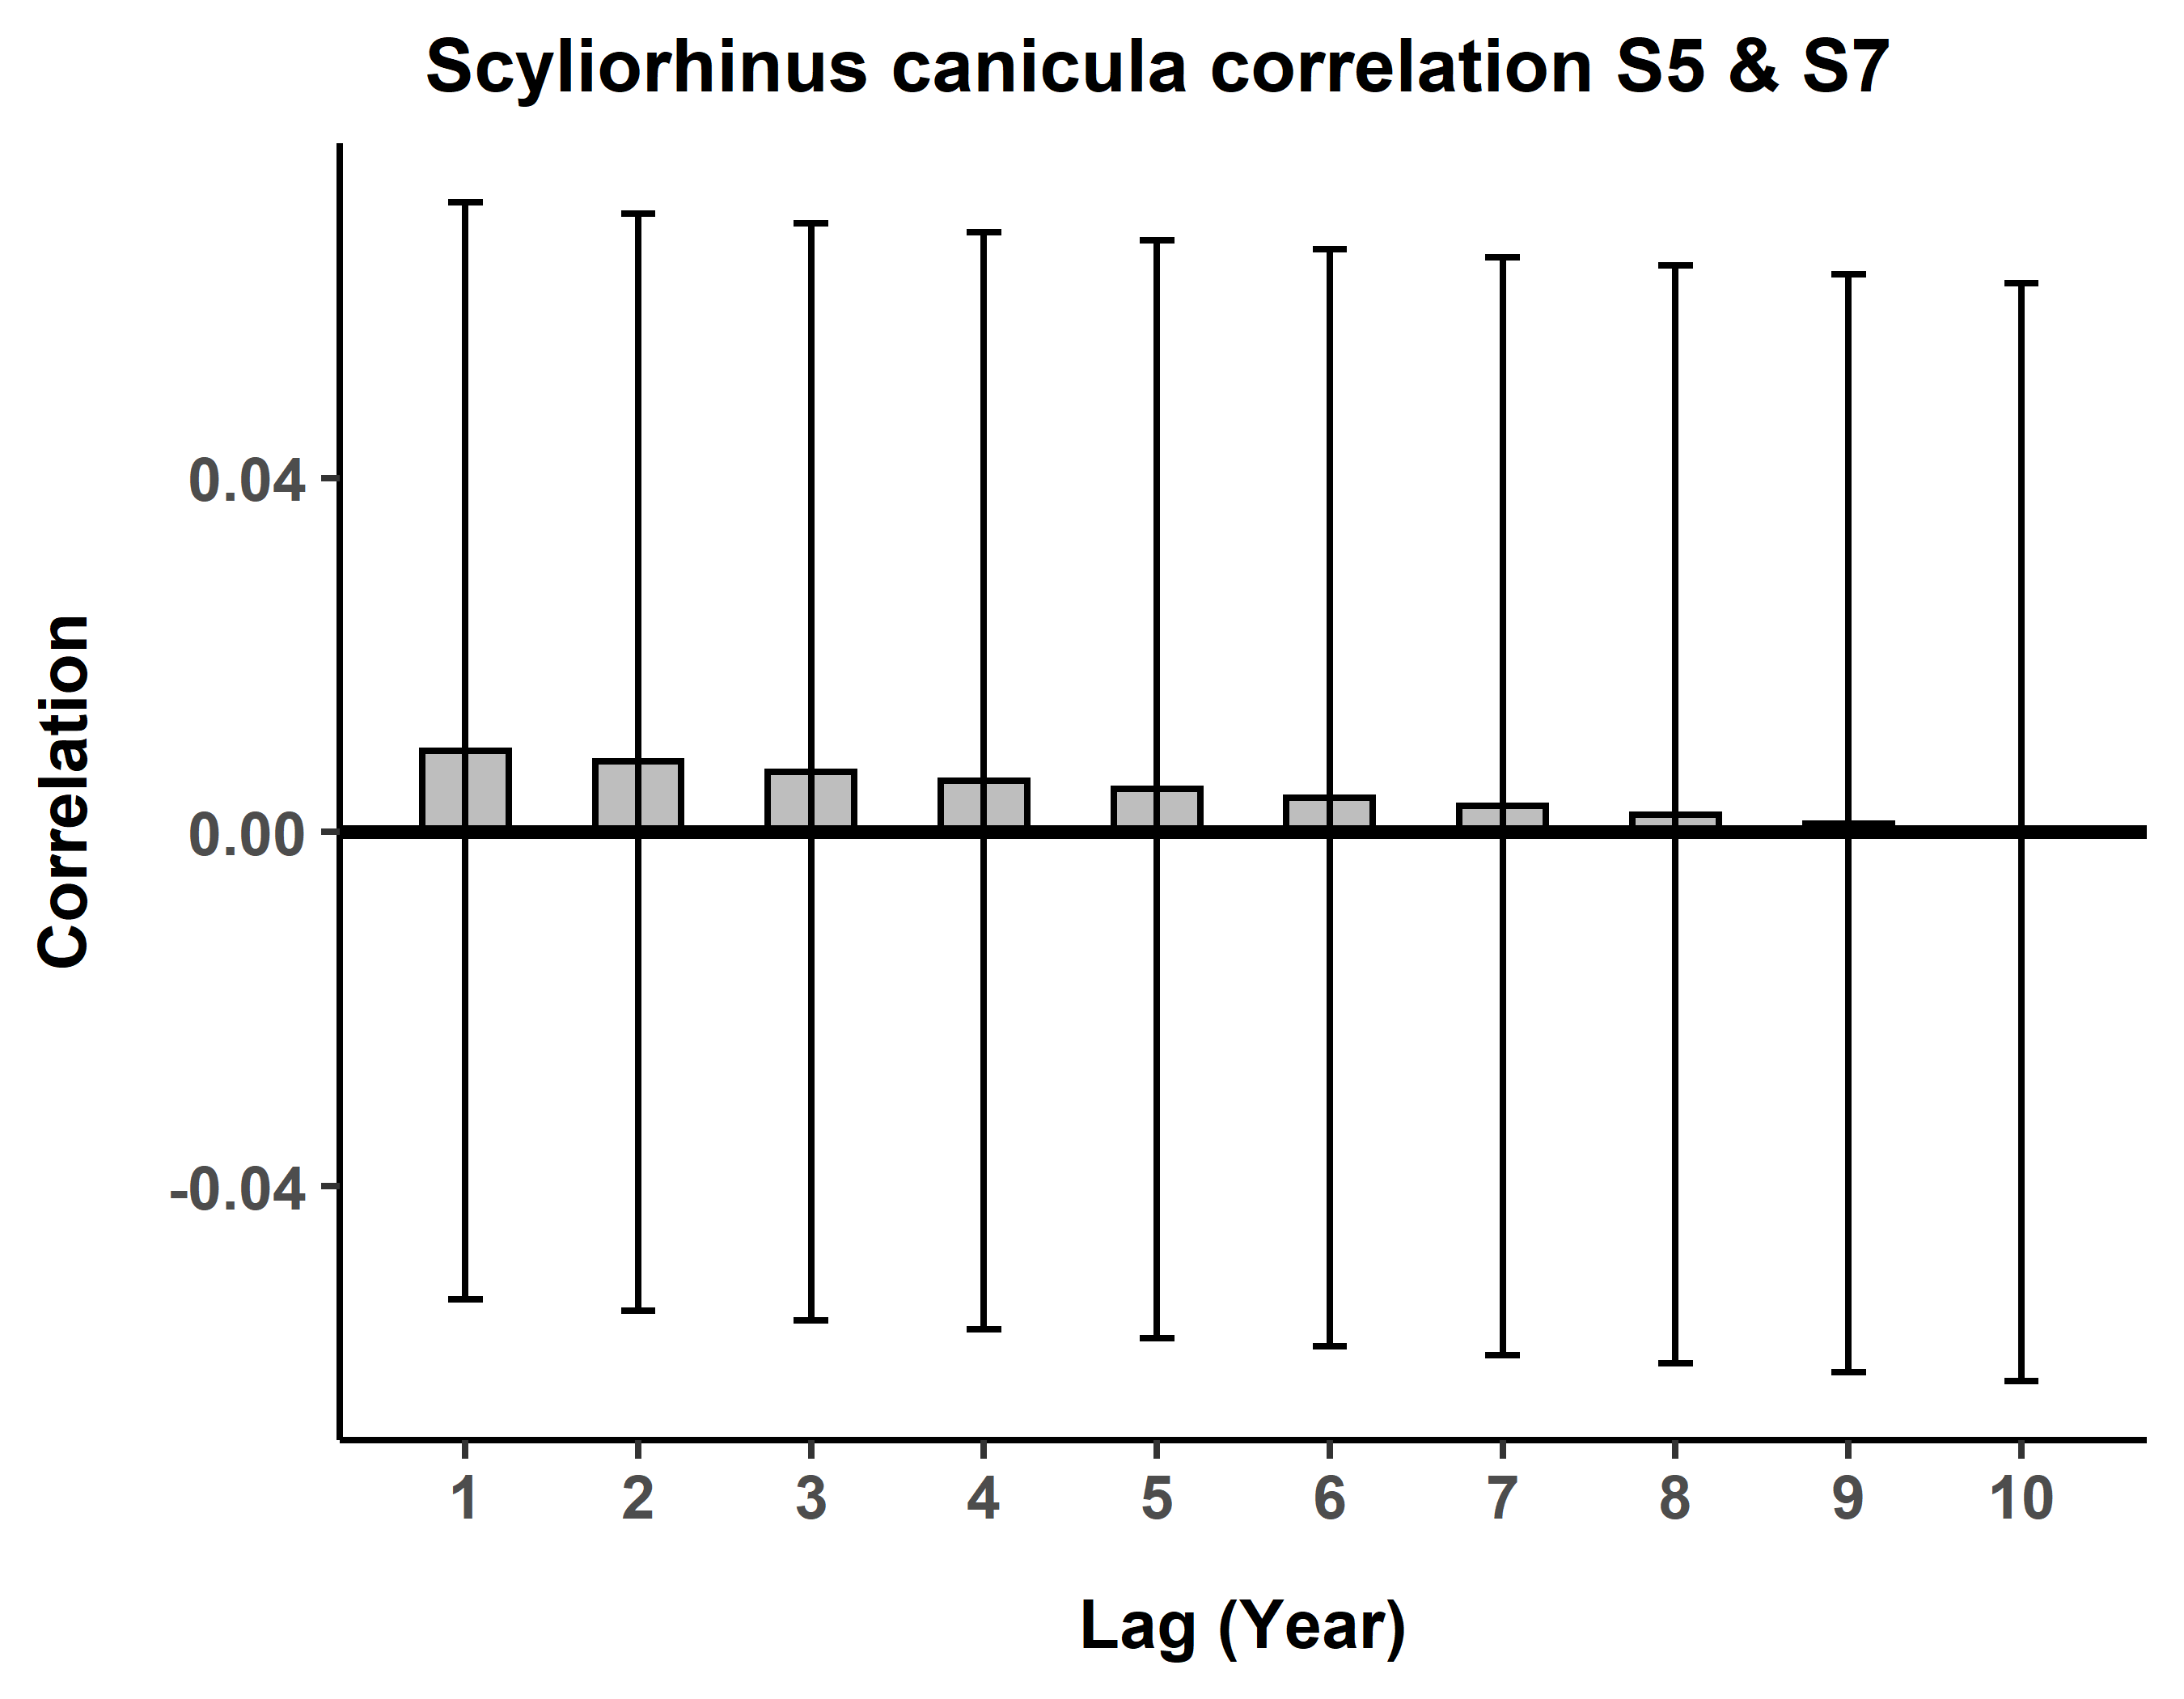 Scyliorhinus canicula correlation S5 & S7
Correlation
0.04
0.00
-0.04
1 2 3 4 5 6 7 8 9 10
Lag (Year)